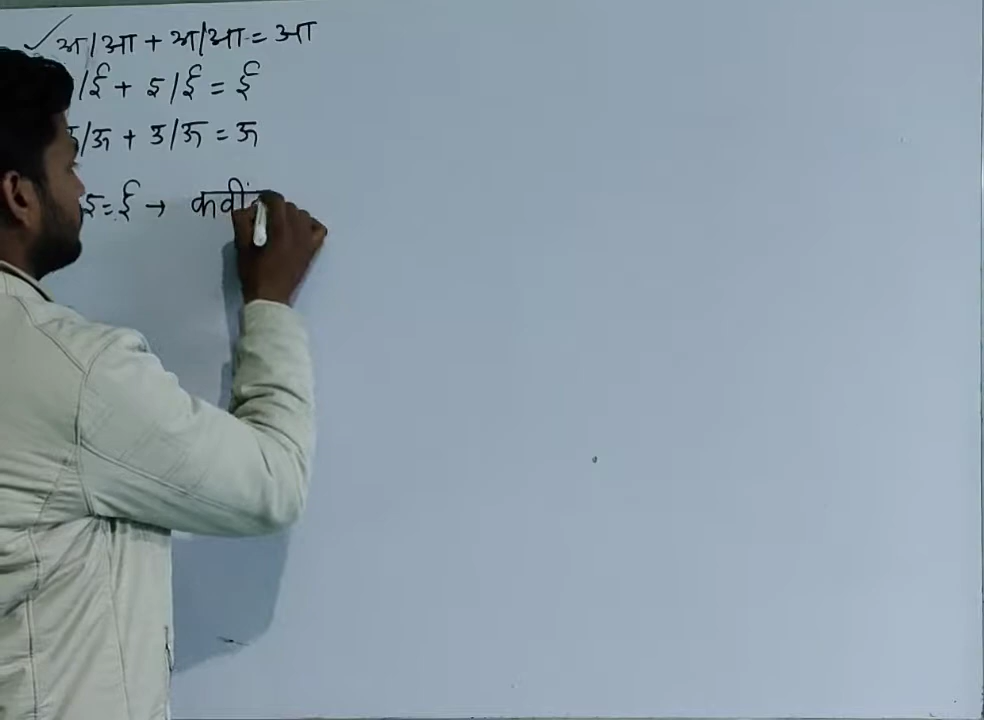 ✓ अ/आ + अ/आ = आ
/ई + इ/ई = ई
/ऊ + उ/ऊ = ऊ
इ = ई → कवीं